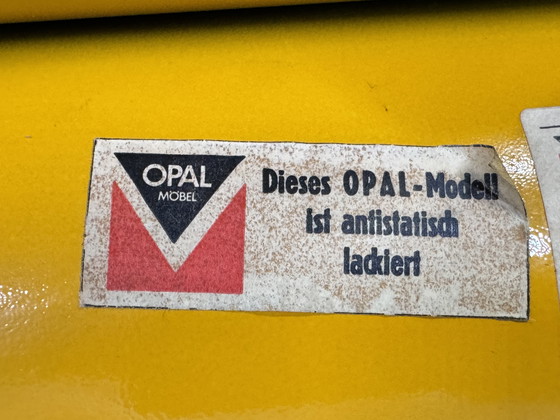 OPAL
MÖBEL
Dieses OPAL-Modell
ist antistatisch
lackiert